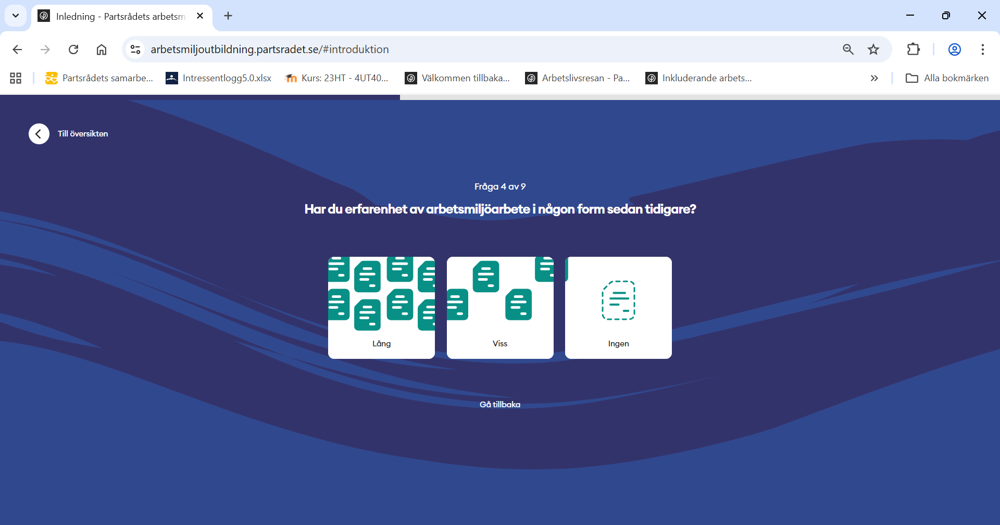 Inledning - Partsrådets arbetsm
arbetsmiljoutbildning.partsradet.se/#introduktion
Partsrådets samarbe...
Intressentlogg5.0.xlsx
Kurs: 23HT - 4UT40...
Välkommen tillbaka...
Arbetslivsresan - Pa...
Inkluderande arbets...
Alla bokmärken
Till översikten
Fråga 4 av 9
Har du erfarenhet av arbetsmiljöarbete i någon form sedan tidigare?
Lång
Viss
Ingen
Gå tillbaka